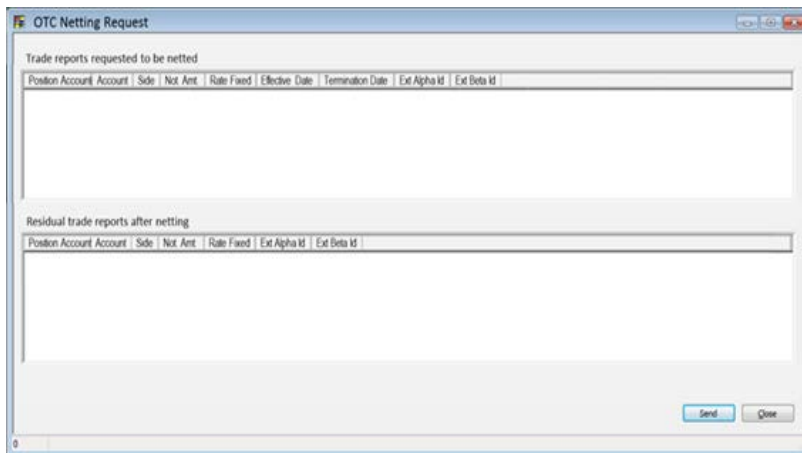 OTC Netting Request
Trade reports requested to be netted
Position Account Account Side Not. Amt. Rate Fixed Effective Date Termination Date Ext Alpha Id Ext Beta Id
Residual trade reports after netting
Position Account Account Side Not. Amt. Rate Fixed Ext Alpha Id Ext Beta Id
Send Close
0